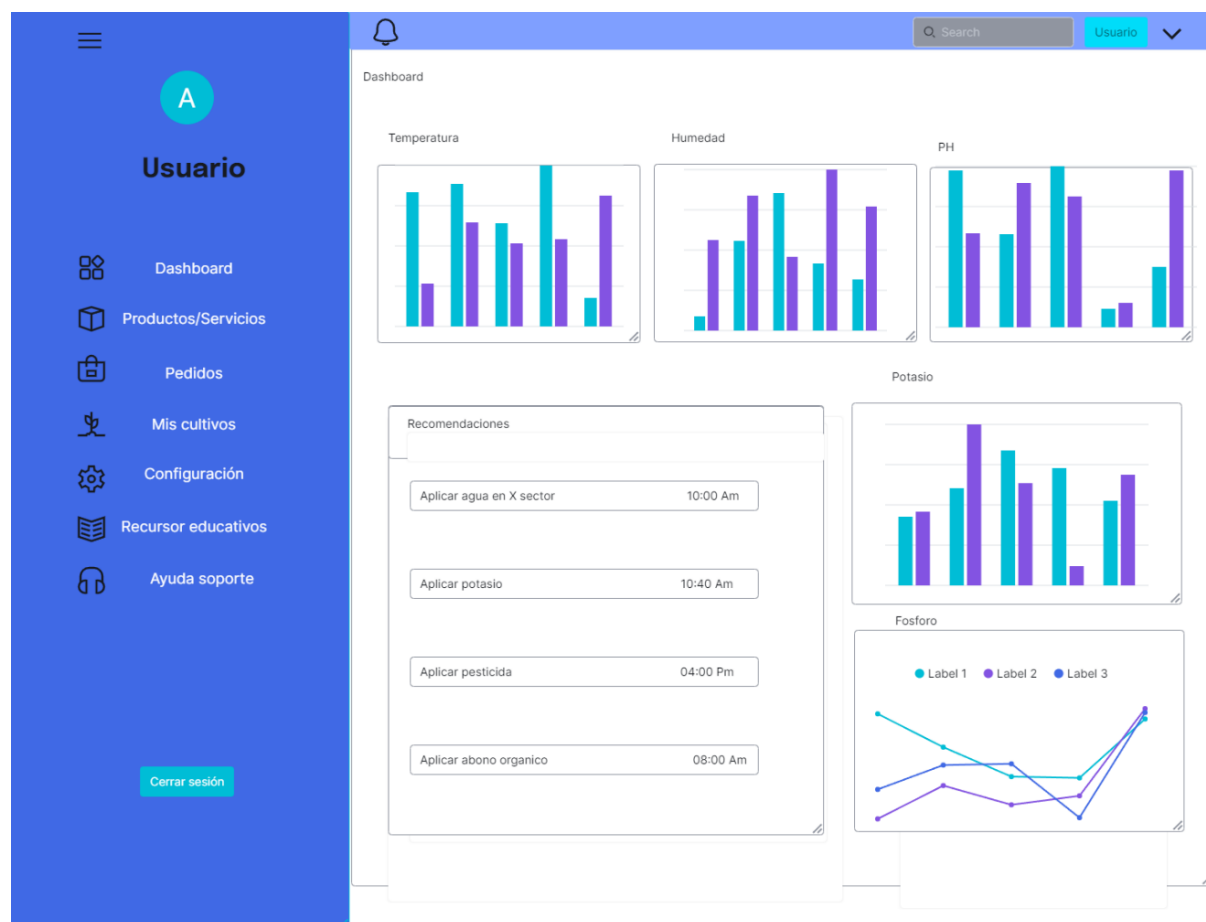 A
Usuario
Dashboard
Productos/Servicios
Pedidos
Mis cultivos
Configuración
Recursor educativos
Ayuda soporte
Cerrar sesión
Search
Usuario
Dashboard
Temperatura
Humedad
PH
Recomendaciones
Aplicar agua en X sector 10:00 Am
Aplicar potasio 10:40 Am
Aplicar pesticida 04:00 Pm
Aplicar abono organico 08:00 Am
Potasio
Fosforo
Label 1 Label 2 Label 3